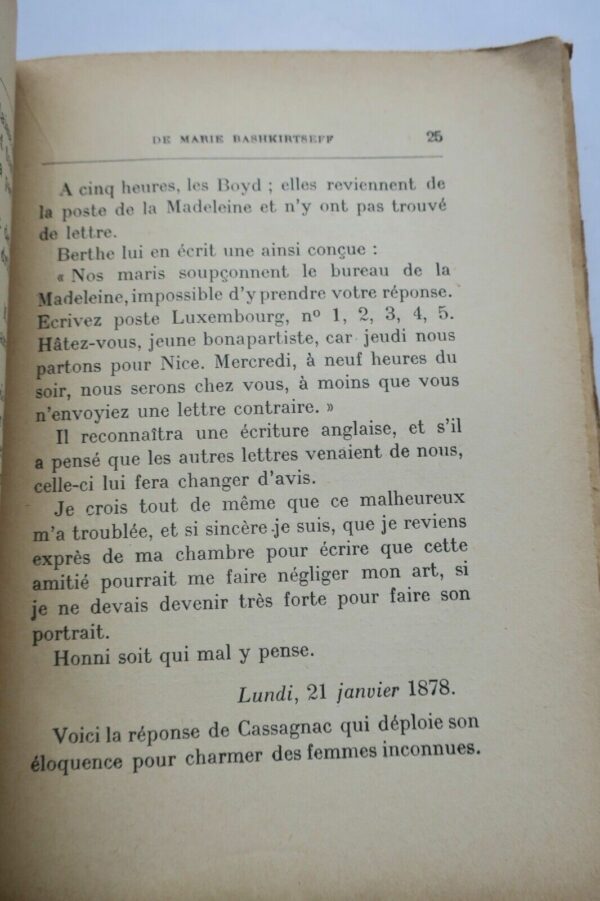 DE MARIE BASHKIRTSEFF 25
A cinq heures, les Boyd ; elles reviennent de
la poste de la Madeleine et n'y ont pas trouvé
de lettre.
Berthe lui en écrit une ainsi conçue :
« Nos maris soupçonnent le bureau de la
Madeleine, impossible d'y prendre votre réponse.
Ecrivez poste Luxembourg, nº 1, 2, 3, 4, 5.
Hâtez-vous, jeune bonapartiste, car jeudi nous
partons pour Nice. Mercredi, à neuf heures du
soir, nous serons chez vous, à moins que vous
n'envoyiez une lettre contraire. »
Il reconnaîtra une écriture anglaise, et s'il
a pensé que les autres lettres venaient de nous,
celle-ci lui fera changer d'avis.
Je crois tout de même que ce malheureux
m'a troublée, et si sincère je suis, que je reviens
exprès de ma chambre pour écrire que cette
amitié pourrait me faire négliger mon art, si
je ne devais devenir très forte pour faire son
portrait.
Honni soit qui mal y pense.
Lundi, 21 janvier 1878.
Voici la réponse de Cassagnac qui déploie son
éloquence pour charmer des femmes inconnues.